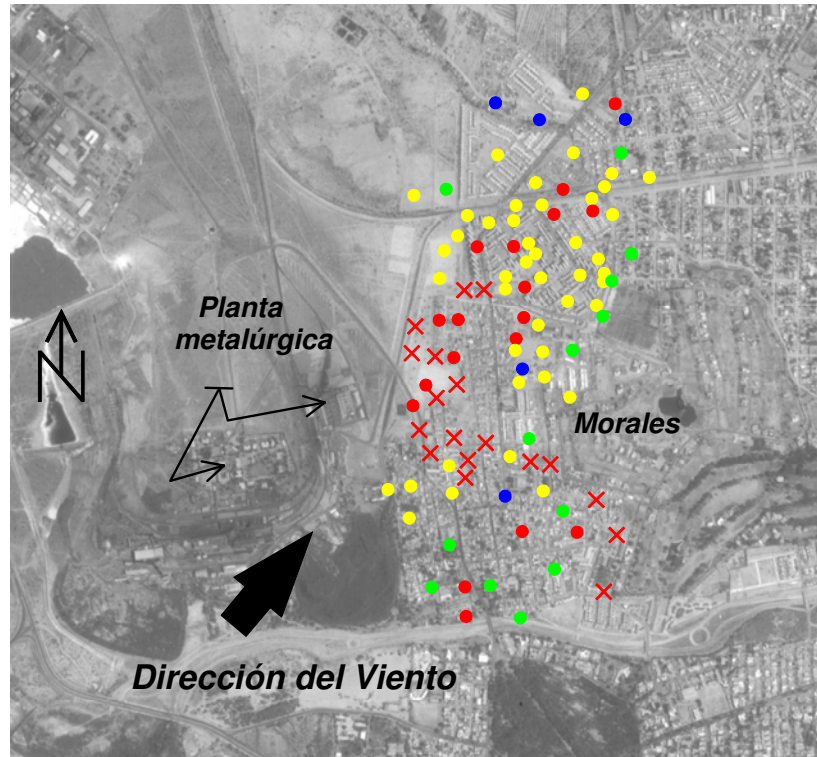 Planta
metalúrgica
N
Morales
Dirección del Viento